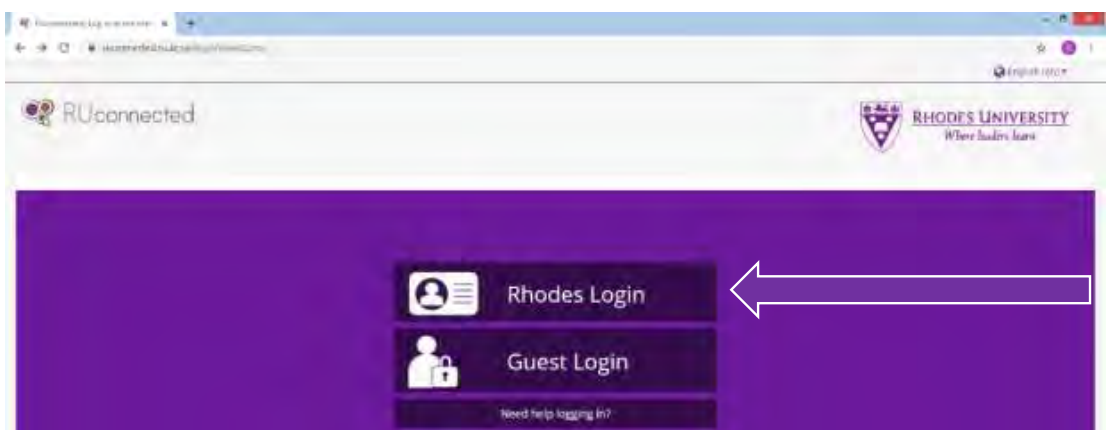 RUconnected
RHODES UNIVERSITY
Where leaders learn
Rhodes Login
Guest Login
Need help logging in?